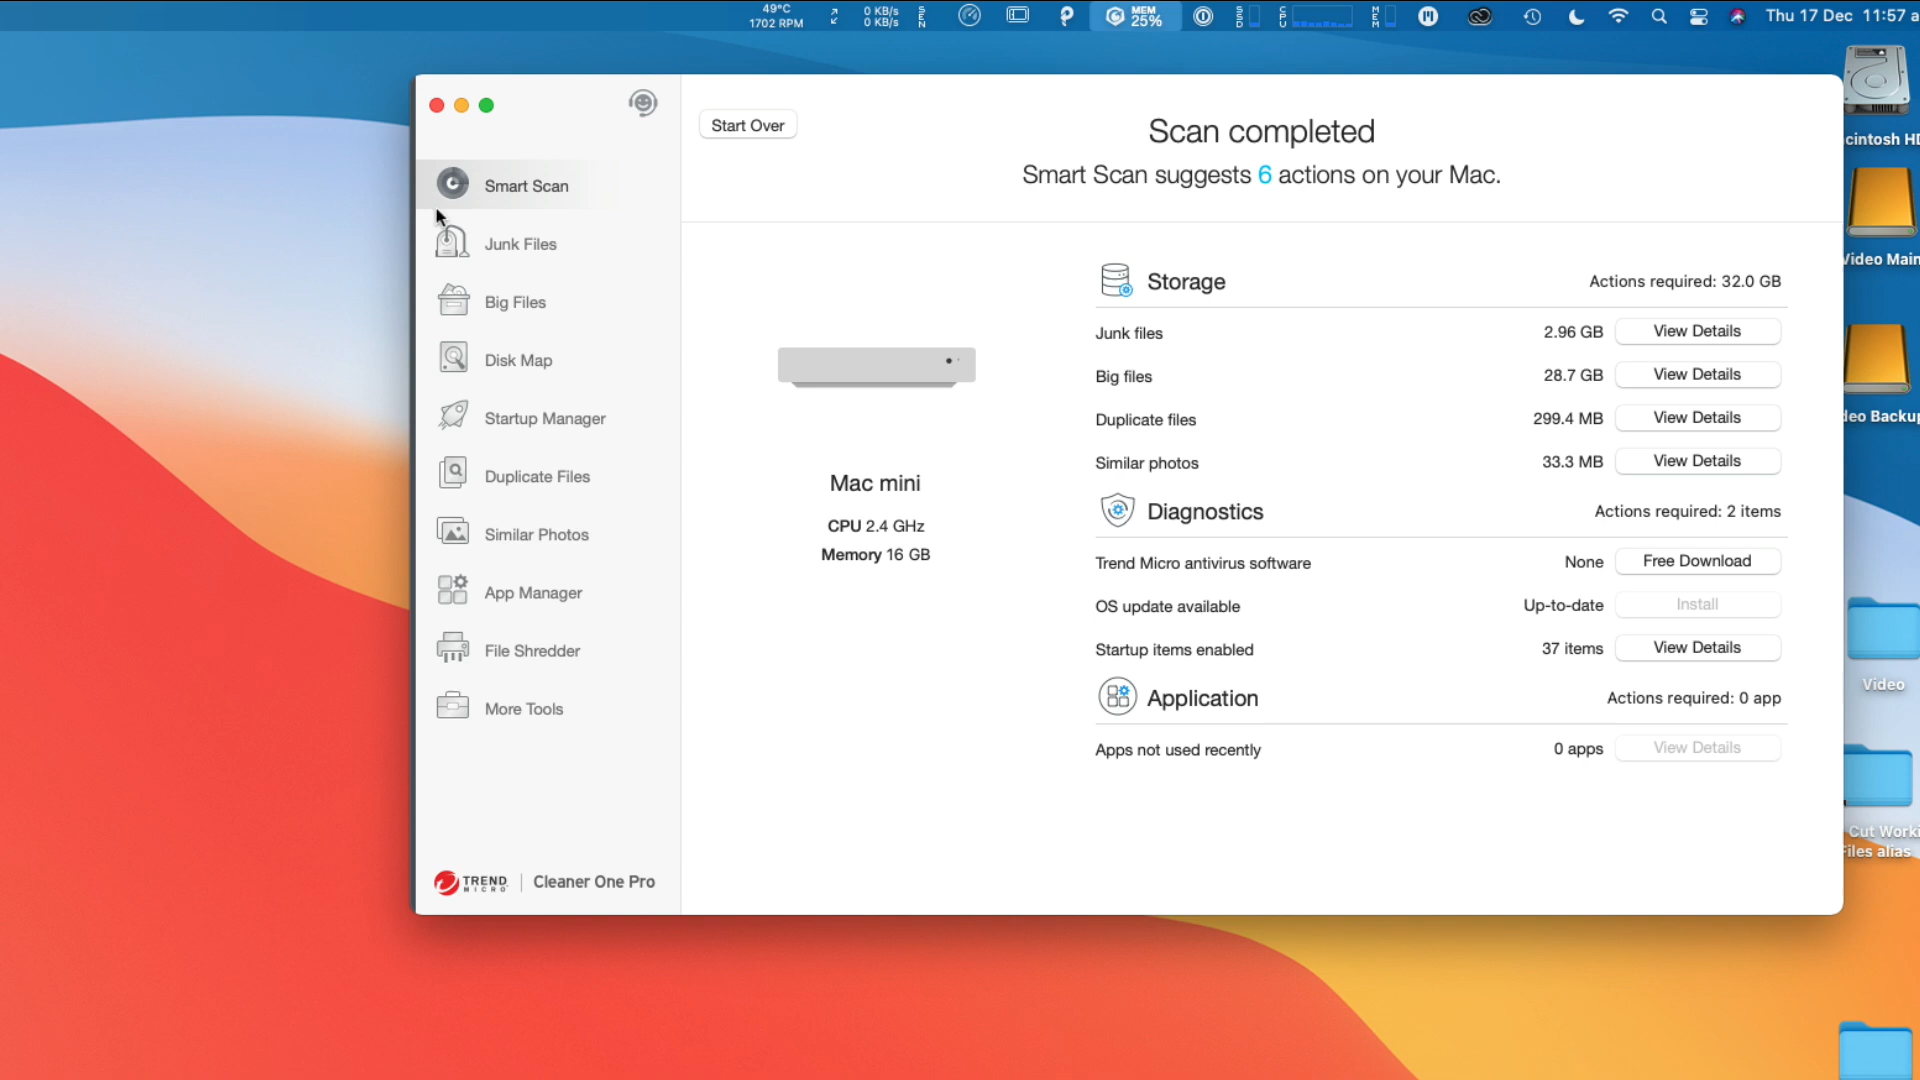 49°C
1702 RPM
0 KB/s
0 KB/s
SEN
MEM
25%
SSD
CPU
MEM
Thu 17 Dec 11:57 a
Start Over
Scan completed
Smart Scan suggests 6 actions on your Mac.
Smart Scan
Junk Files
Big Files
Disk Map
Startup Manager
Duplicate Files
Similar Photos
App Manager
File Shredder
More Tools
TREND MICRO
Cleaner One Pro
Mac mini
CPU 2.4 GHz
Memory 16 GB
Storage Actions required: 32.0 GB
Junk files 2.96 GB View Details
Big files 28.7 GB View Details
Duplicate files 299.4 MB View Details
Similar photos 33.3 MB View Details
Diagnostics Actions required: 2 items
Trend Micro antivirus software None Free Download
OS update available Up-to-date Install
Startup items enabled 37 items View Details
Application Actions required: 0 app
Apps not used recently 0 apps View Details
cintosh HD
Video Main
deo Backup
Video
Cut Worki
Files alias